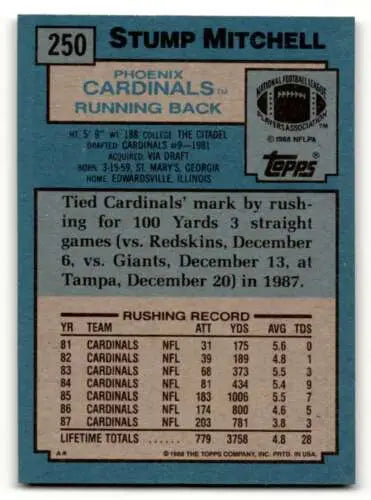 250 STUMP MITCHELL
PHOENIX
CARDINALS TM
RUNNING BACK
NATIONAL FOOTBALL LEAGUE
PLAYERS ASSOCIATION
© 1988 NFLPA
HT: 5' 9" WT: 188 COLLEGE: THE CITADEL
DRAFTED: CARDINALS #9-1981
ACQUIRED: VIA DRAFT
BORN: 3-15-59, ST. MARY'S, GEORGIA
HOME: EDWARDSVILLE, ILLINOIS
TOPPS
Tied Cardinals' mark by rush-
ing for 100 Yards 3 straight
games (vs. Redskins, December
6, vs. Giants, December 13, at
Tampa, December 20) in 1987.
RUSHING RECORD
YR TEAM ATT YDS AVG TDS
81 CARDINALS NFL 31 175 5.6 0
82 CARDINALS NFL 39 189 4.8 1
83 CARDINALS NFL 68 373 5.5 3
84 CARDINALS NFL 81 434 5.4 9
85 CARDINALS NFL 183 1006 5.5 7
86 CARDINALS NFL 174 800 4.6 5
87 CARDINALS NFL 203 781 3.8 3
LIFETIME TOTALS ...... 779 3758 4.8 28
© 1988 THE TOPPS COMPANY, INC. PRTD. IN U.S.A.